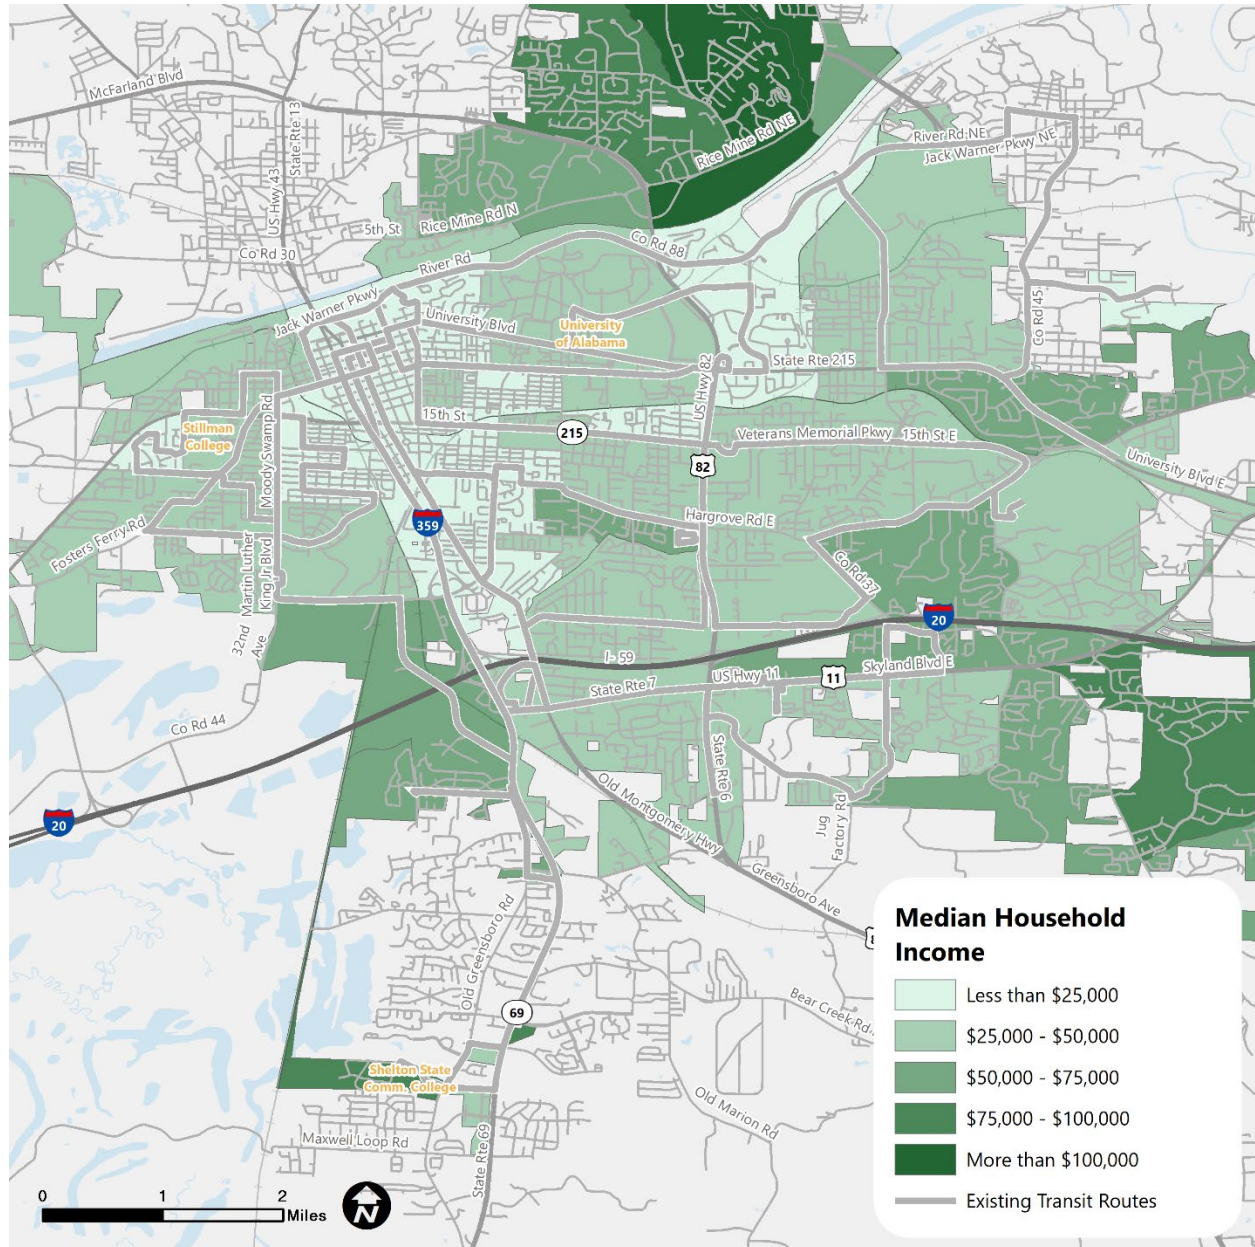 McFarland Blvd
State Rte 13
US Hwy 43
Rice Mine Rd NE
River Rd NE
Jack Warner Pkwy NE
5th St
Rice Mine Rd N
Co Rd 30
River Rd
Co Rd 88
Jack Warner Pkwy
University Blvd
University
of Alabama
Co Rd 45
State Rte 215
US Hwy 82
15th St
215
Veterans Memorial Pkwy
15th St E
Stillman
College
Moody Swamp Rd
82
University Blvd E
Hargrove Rd E
359
Fosters Ferry Rd
Martin Luther
King Jr Blvd
Co Rd 37
20
32nd
Ave
I- 59
Skyland Blvd E
State Rte 7
US Hwy 11
11
Co Rd 44
State Rte 6
Old Montgomery Hwy
Jug
Factory Rd
20
Greensboro Ave
8
Old Greensboro Rd
69
Bear Creek Rd
Shelton State
Comm. College
Old Marion Rd
Maxwell Loop Rd
State Rte 69
Median Household
Income
Less than $25,000
$25,000 - $50,000
$50,000 - $75,000
$75,000 - $100,000
More than $100,000
Existing Transit Routes
0 1 2
Miles
N